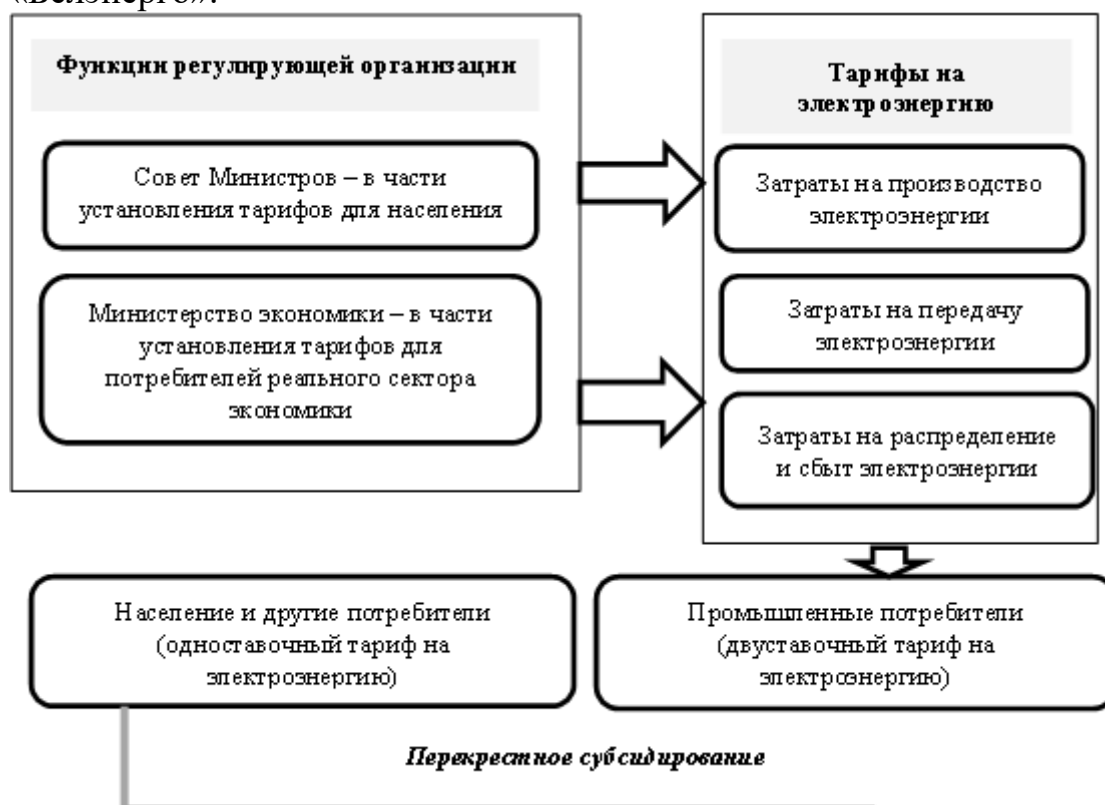 «Белэнерго».
Функции регулирующей организации
Совет Министров – в части
установления тарифов для населения
Министерство экономики – в части
установления тарифов для
потребителей реального сектора
экономики
Тарифы на
электроэнергию
Затраты на производство
электроэнергии
Затраты на передачу
электроэнергии
Затраты на распределение
и сбыт электроэнергии
Население и другие потребители
(одноставочный тариф на
электроэнергию)
Промышленные потребители
(двуставочный тариф на
электроэнергию)
Перекрестное субсидирование